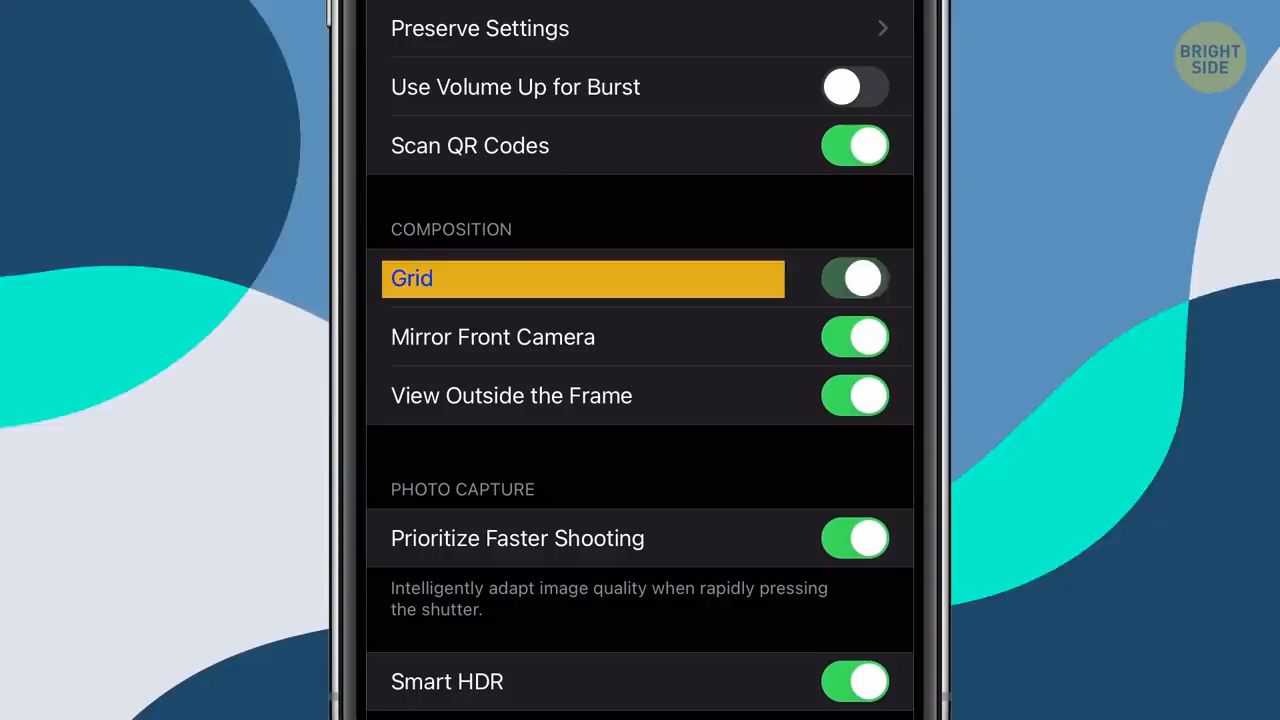 Preserve Settings
BRIGHT
SIDE
Use Volume Up for Burst
Scan QR Codes
COMPOSITION
Grid
Mirror Front Camera
View Outside the Frame
PHOTO CAPTURE
Prioritize Faster Shooting
Intelligently adapt image quality when rapidly pressing
the shutter.
Smart HDR